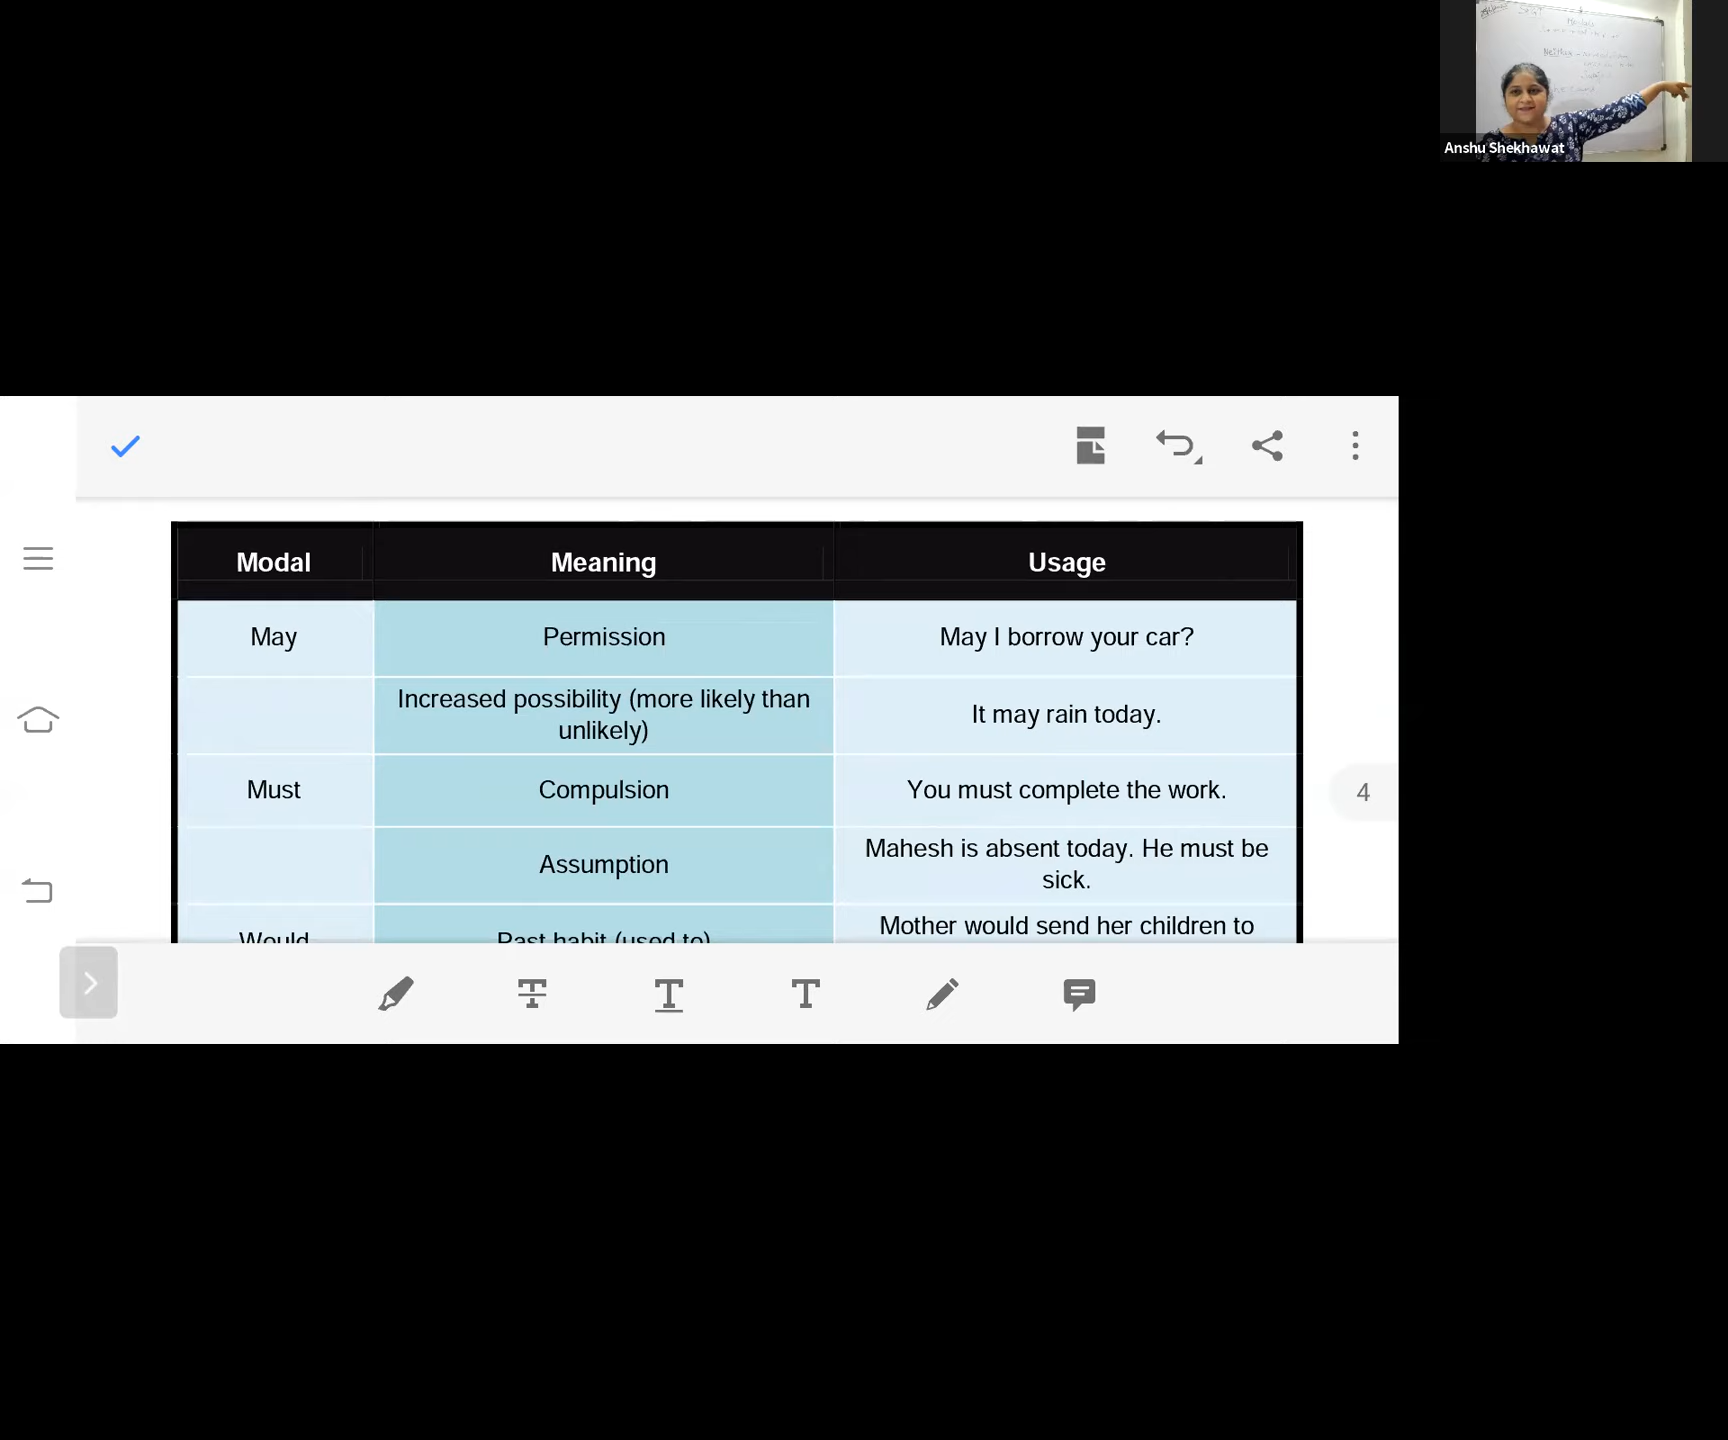 Modals
Neither
Anshu Shekhawat
Modal Meaning Usage
May Permission May I borrow your car?
Increased possibility (more likely than
unlikely)
It may rain today.
Must Compulsion You must complete the work.
4
Assumption
Mahesh is absent today. He must be
sick.
Would Past habit (used to) Mother would send her children to